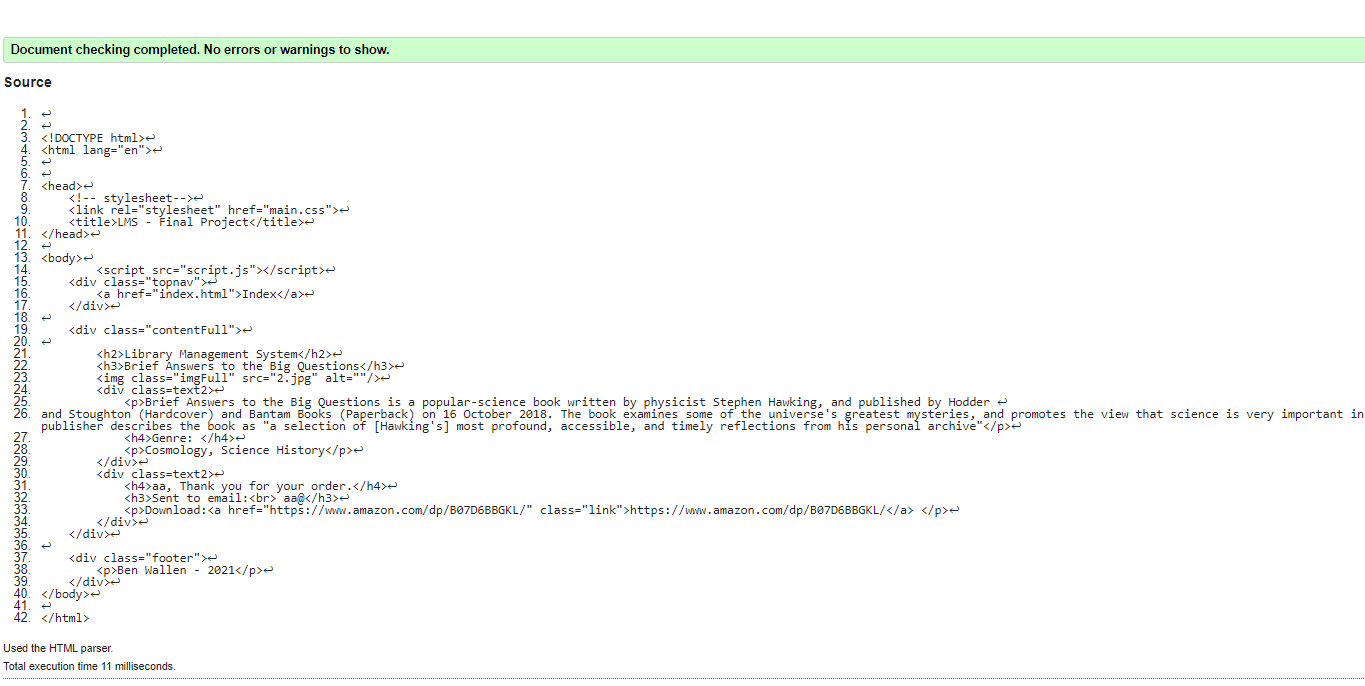 Document checking completed. No errors or warnings to show.
Source
1. ↩
2. ↩
3. <!DOCTYPE html>↩
4. <html lang="en">↩
5. ↩
6. ↩
7. <head>↩
8. <!-- stylesheet-->↩
9. <link rel="stylesheet" href="main.css">↩
10. <title>LMS - Final Project</title>↩
11. </head>↩
12. ↩
13. <body>↩
14. <script src="script.js"></script>↩
15. <div class="topnav">↩
16. <a href="index.html">Index</a>↩
17. </div>↩
18. ↩
19. <div class="contentFull">↩
20. ↩
21. <h2>Library Management System</h2>↩
22. <h3>Brief Answers to the Big Questions</h3>↩
23. <img class="imgFull" src="2.jpg" alt=""/>↩
24. <div class=text2>↩
25. <p>Brief Answers to the Big Questions is a popular-science book written by physicist Stephen Hawking, and published by Hodder ↩
26. and Stoughton (Hardcover) and Bantam Books (Paperback) on 16 October 2018. The book examines some of the universe's greatest mysteries, and promotes the view that science is very important in
publisher describes the book as "a selection of [Hawking's] most profound, accessible, and timely reflections from his personal archive"</p>↩
27. <h4>Genre: </h4>↩
28. <p>Cosmology, Science History</p>↩
29. </div>↩
30. <div class=text2>↩
31. <h4>aa, Thank you for your order.</h4>↩
32. <h3>Sent to email:<br> aa@</h3>↩
33. <p>Download:<a href="https://www.amazon.com/dp/B07D6BBGKL/" class="link">https://www.amazon.com/dp/B07D6BBGKL/</a> </p>↩
34. </div>↩
35. </div>↩
36. ↩
37. <div class="footer">↩
38. <p>Ben Wallen - 2021</p>↩
39. </div>↩
40. </body>↩
41. ↩
42. </html>
Used the HTML parser.
Total execution time 11 milliseconds.